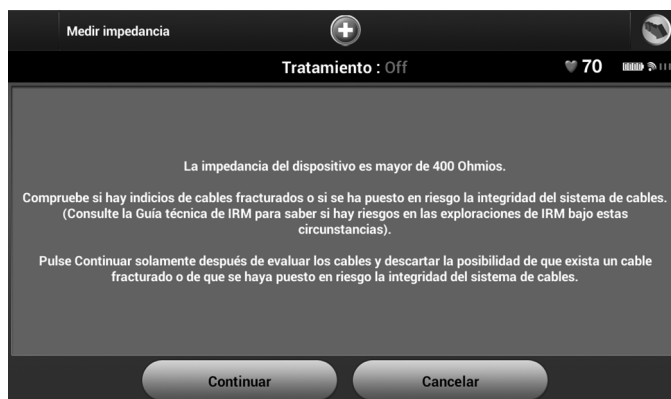 Medir impedancia
Tratamiento : Off
70
La impedancia del dispositivo es mayor de 400 Ohmios.
Compruebe si hay indicios de cables fracturados o si se ha puesto en riesgo la integridad del sistema de cables.
(Consulte la Guía técnica de IRM para saber si hay riesgos en las exploraciones de IRM bajo estas
circunstancias).
Pulse Continuar solamente después de evaluar los cables y descartar la posibilidad de que exista un cable
fracturado o de que se haya puesto en riesgo la integridad del sistema de cables.
Continuar
Cancelar